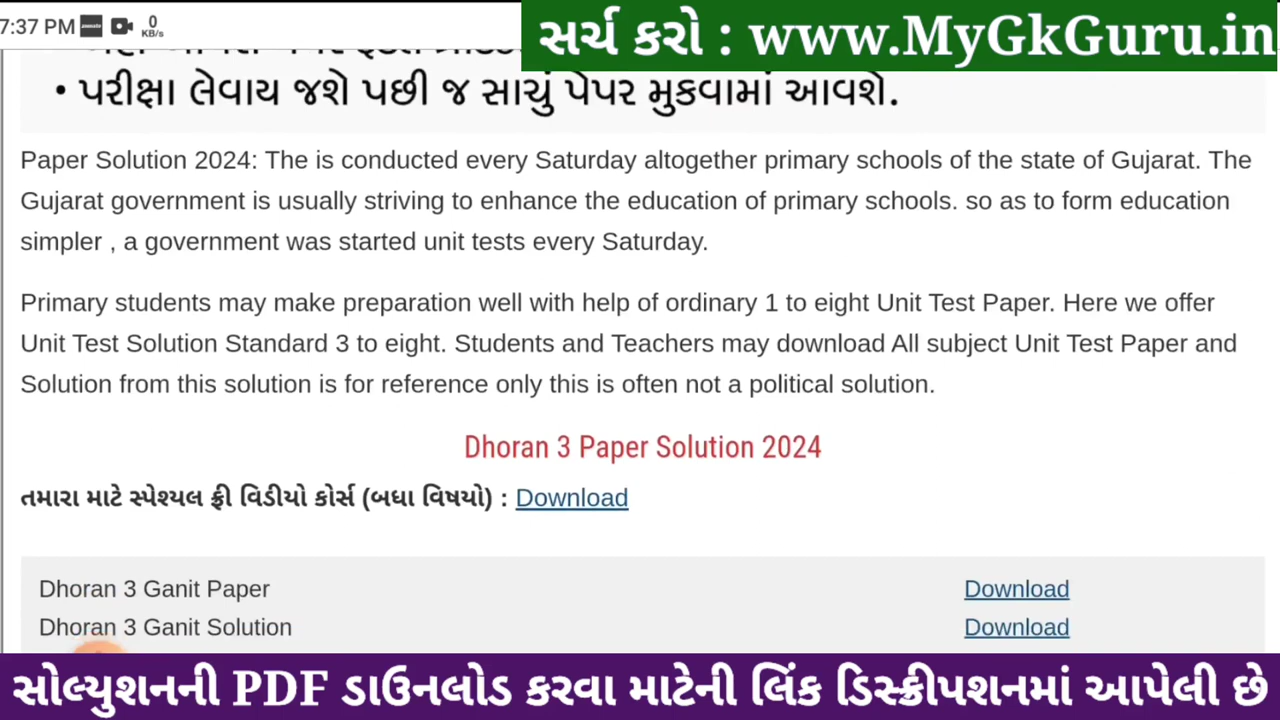 7:37 PM
0
KB/s
સર્ચ કરો : www.MyGkGuru.in
• પરીક્ષા લેવાય જશે પછી જ સાચું પેપર મુકવામાં આવશે.
Paper Solution 2024: The is conducted every Saturday altogether primary schools of the state of Gujarat. The
Gujarat government is usually striving to enhance the education of primary schools. so as to form education
simpler , a government was started unit tests every Saturday.
Primary students may make preparation well with help of ordinary 1 to eight Unit Test Paper. Here we offer
Unit Test Solution Standard 3 to eight. Students and Teachers may download All subject Unit Test Paper and
Solution from this solution is for reference only this is often not a political solution.
Dhoran 3 Paper Solution 2024
તમારા માટે સ્પેશ્યલ ફ્રી વિડીયો કોર્સ (બધા વિષયો) : Download
Dhoran 3 Ganit Paper Download
Dhoran 3 Ganit Solution Download
સોલ્યુશનની PDF ડાઉનલોડ કરવા માટેની લિંક ડિસ્ક્રીપશનમાં આપેલી છે